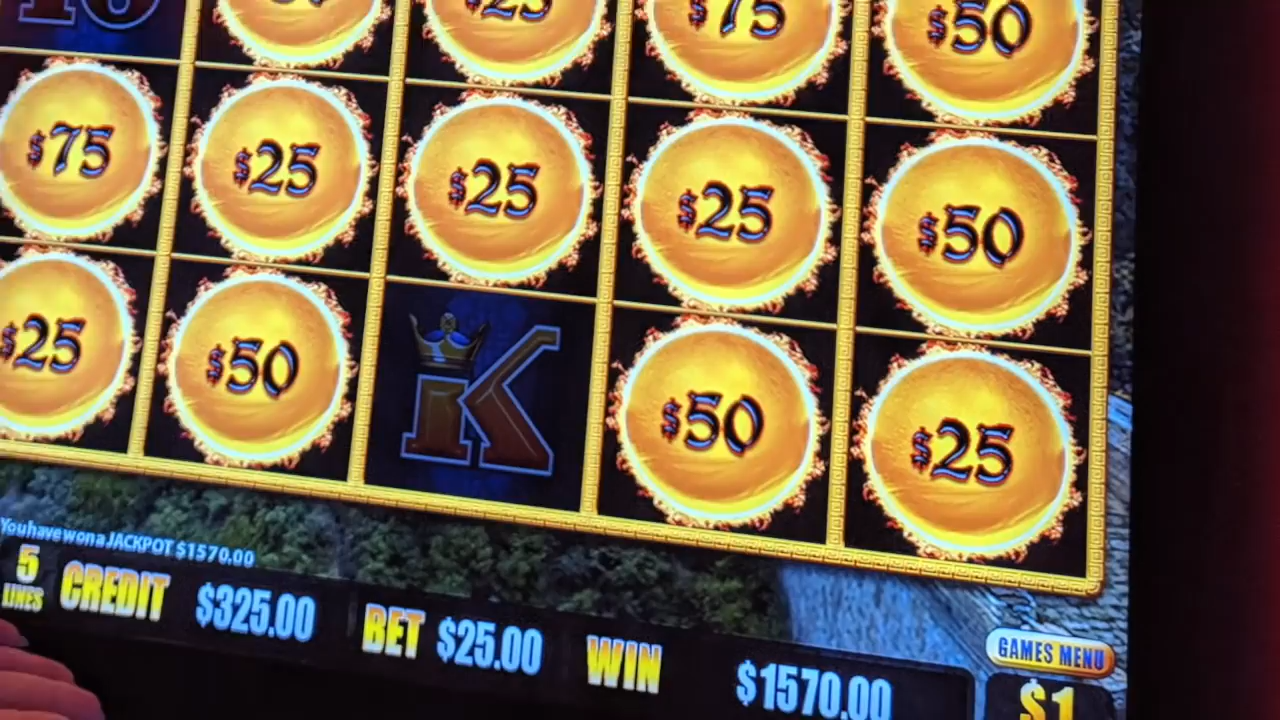 10
$25 $75 $50
$75 $25 $25 $25 $50
$25 $50 K $50 $25
You have won a JACKPOT $1570.00
5 LINES CREDIT $325.00 BET $25.00 WIN $1570.00
GAMES MENU
$1